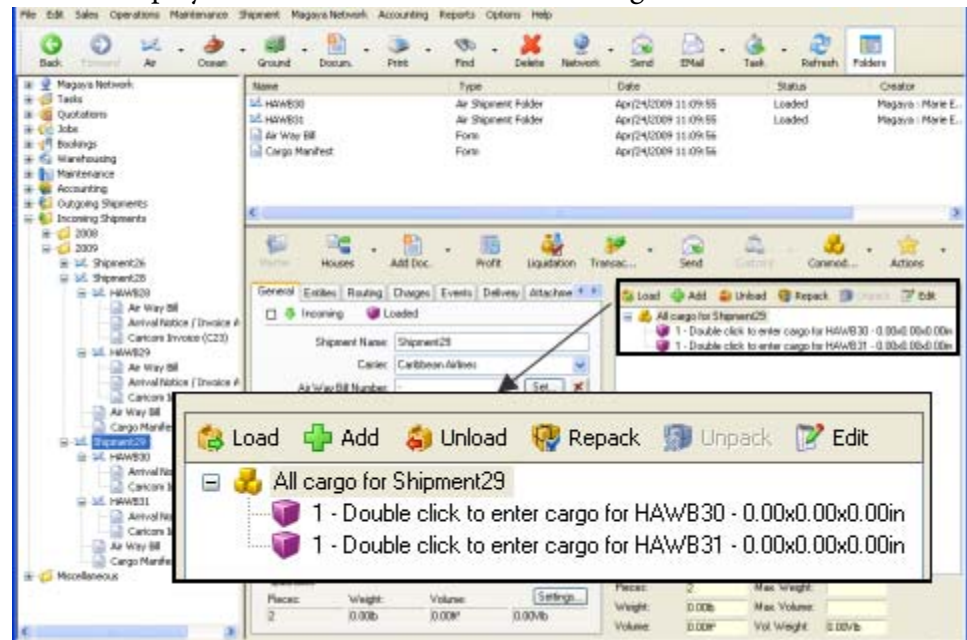 File Edit Sales Operations Maintenance Shipment Magaya Network Accounting Reports Options Help
Back Forward Air Ocean Ground Docum. Print Find Delete Network Send EMail Task Refresh Folders
Magaya Network
Tasks
Quotations
Jobs
Bookings
Warehousing
Maintenance
Accounting
Outgoing Shipments
Incoming Shipments
2008
2009
Shipment26
Shipment28
HAWB28
Air Way Bill
Arrival Notice / Invoice A
Caricom Invoice (C23)
HAWB29
Air Way Bill
Arrival Notice / Invoice A
Air Way Bill
Cargo Manife
Shipment29
HAWB30
HAWB31
Air Way Bill
Cargo Manife
Miscellaneous
Name Type Date Status Creator
HAWB30 Air Shipment Folder Apr/24/2009 11:09:55 Loaded Magaya : Marie E...
HAWB31 Air Shipment Folder Apr/24/2009 11:09:55 Loaded Magaya : Marie E...
Air Way Bill Form Apr/24/2009 11:09:56
Cargo Manifest Form Apr/24/2009 11:09:56
Houses Add Doc. Profit Liquidation Transac... Send Commod... Actions
General Entities Routing Charges Events Delivery Attachme
Incoming Loaded
Shipment Name: Shipment29
Carrier: Caribbean Airlines
Air Way Bill Number: - Set...
Load Add Unload Repack Unpack Edit
All cargo for Shipment29
1 - Double click to enter cargo for HAWB30 - 0.00x0.00x0.00in
1 - Double click to enter cargo for HAWB31 - 0.00x0.00x0.00in
Load Add Unload Repack Unpack Edit
All cargo for Shipment29
1 - Double click to enter cargo for HAWB30 - 0.00x0.00x0.00in
1 - Double click to enter cargo for HAWB31 - 0.00x0.00x0.00in
Pieces: Weight: Volume: Settings...
2 0.00lb 0.00ft³ 0.00Vlb
Pieces: 2 Max. Weight:
Weight: 0.00lb Max. Volume:
Volume: 0.00ft³ Vol. Weight: 0.00Vlb